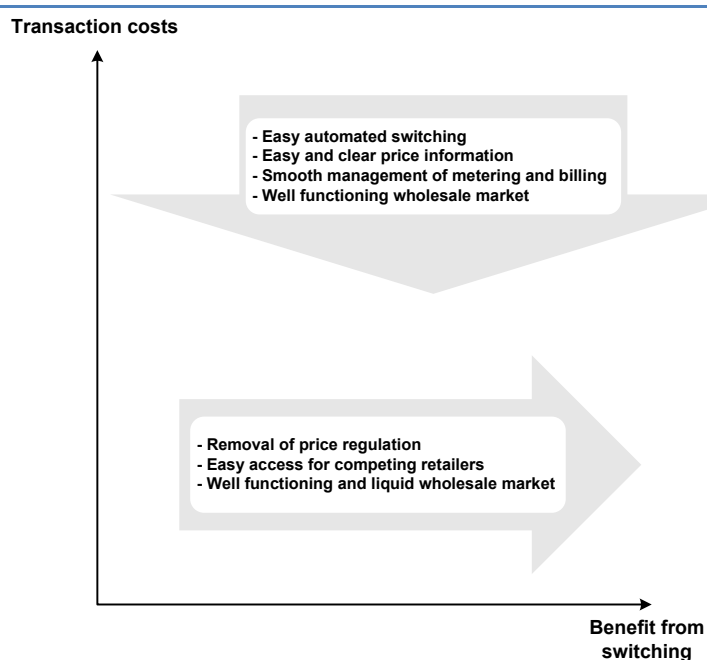 Transaction costs
- Easy automated switching
- Easy and clear price information
- Smooth management of metering and billing
- Well functioning wholesale market
- Removal of price regulation
- Easy access for competing retailers
- Well functioning and liquid wholesale market
Benefit from
switching